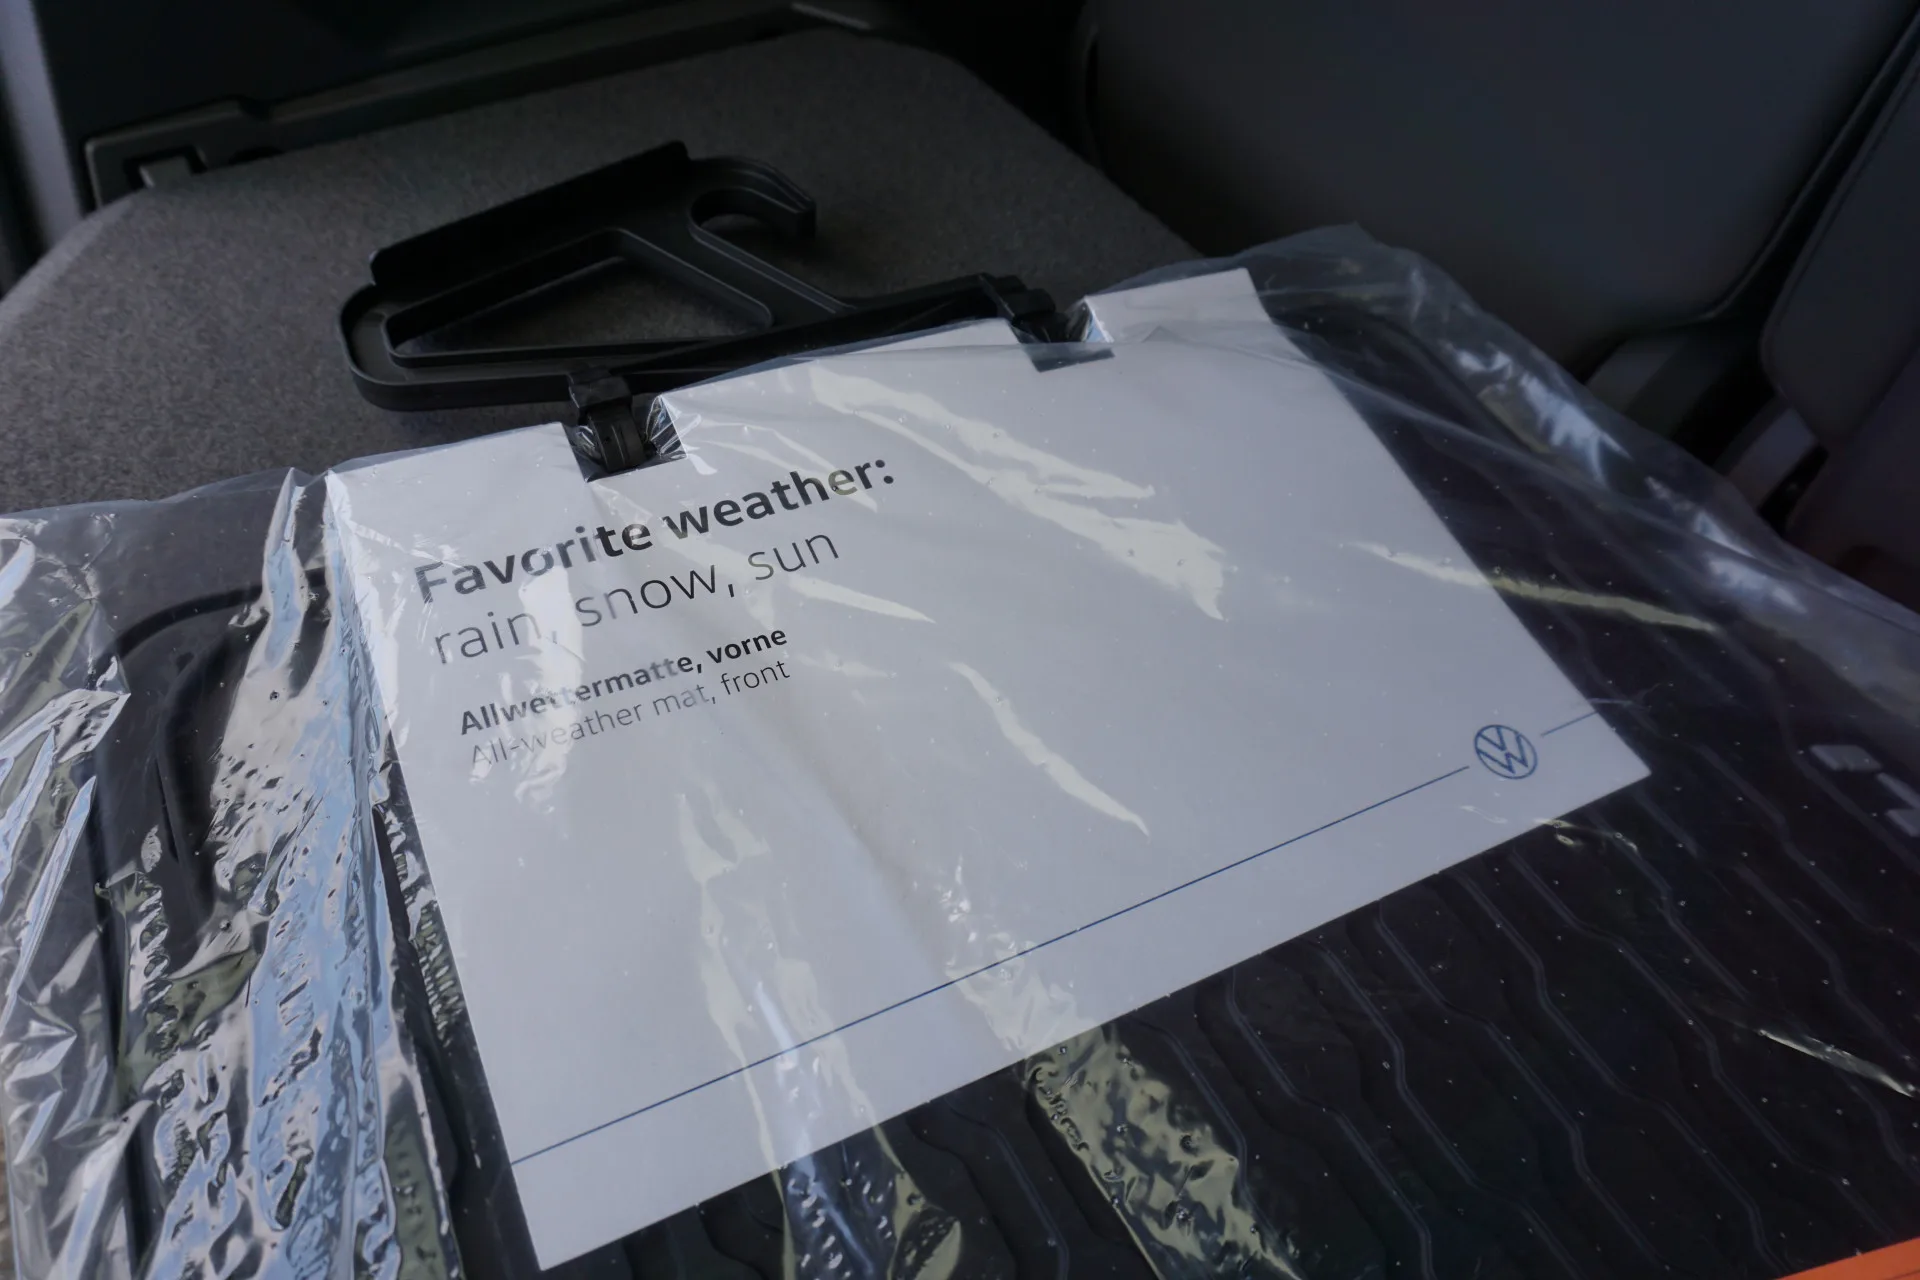 Favorite weather:
rain, snow, sun
Allwettermatte, vorne
All-weather mat, front